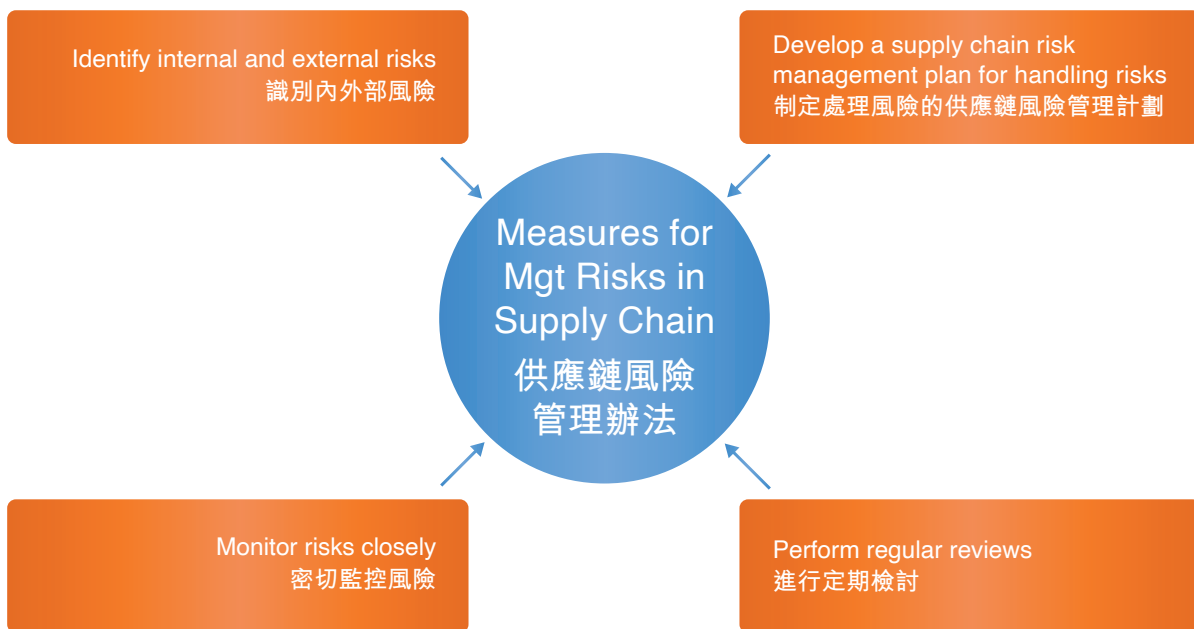 Identify internal and external risks
識別內外部風險
Develop a supply chain risk
management plan for handling risks
制定處理風險的供應鏈風險管理計劃
Measures for
Mgt Risks in
Supply Chain
供應鏈風險
管理辦法
Monitor risks closely
密切監控風險
Perform regular reviews
進行定期檢討